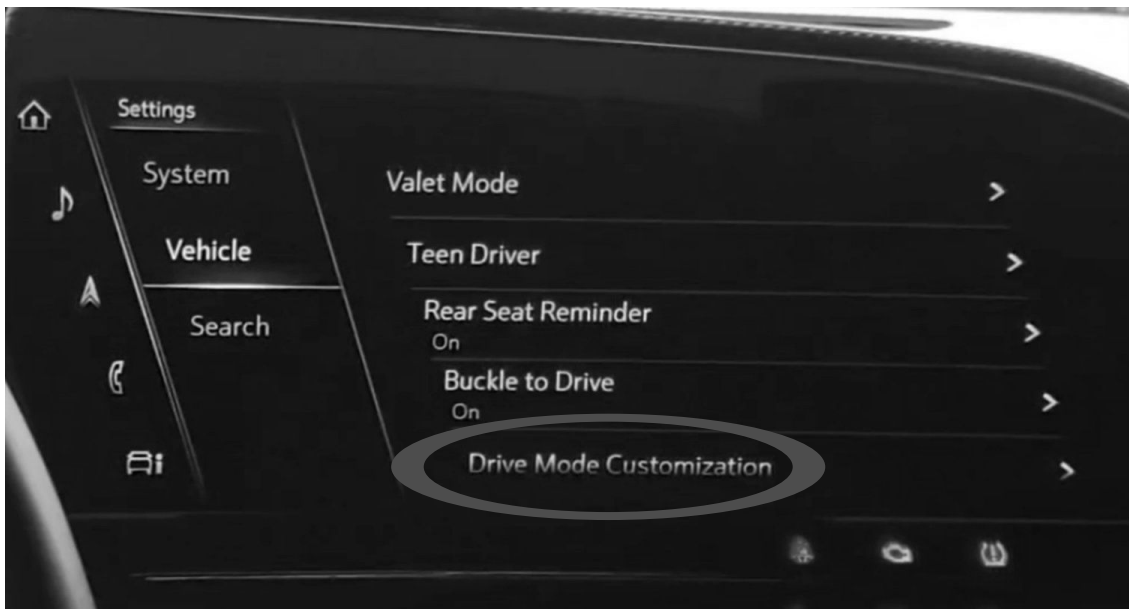 Settings
System
Vehicle
Search
Valet Mode
Teen Driver
Rear Seat Reminder
On
Buckle to Drive
On
Drive Mode Customization